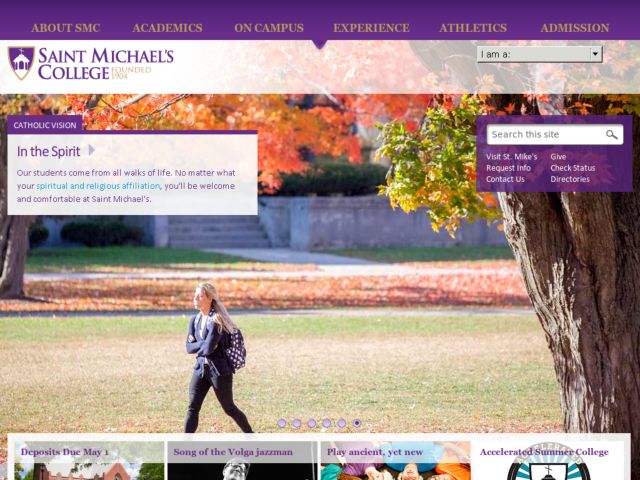 ABOUT SMC ACADEMICS ON CAMPUS EXPERIENCE ATHLETICS ADMISSION
SAINT MICHAEL'S
COLLEGE FOUNDED
1904
I am a:
CATHOLIC VISION
In the Spirit
Our students come from all walks of life. No matter what
your spiritual and religious affiliation, you'll be welcome
and comfortable at Saint Michael's.
Search this site
Visit St. Mike's Give
Request Info Check Status
Contact Us Directories
Deposits Due May 1 Song of the Volga jazzman Play ancient, yet new Accelerated Summer College